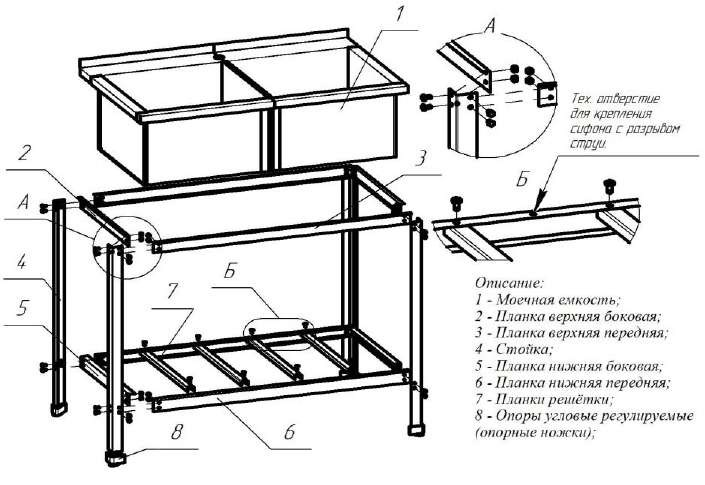 1
А
Тех. отверстие
для крепления
сифона с разрывом
струи.
2
3
Б
А
4
7
Б
5
6
8
Описание:
1 - Моечная емкость;
2 - Планка верхняя боковая;
3 - Планка верхняя передняя;
4 - Стойка;
5 - Планка нижняя боковая;
6 - Планка нижняя передняя;
7 - Планки решётки;
8 - Опоры угловые регулируемые
(опорные ножки);